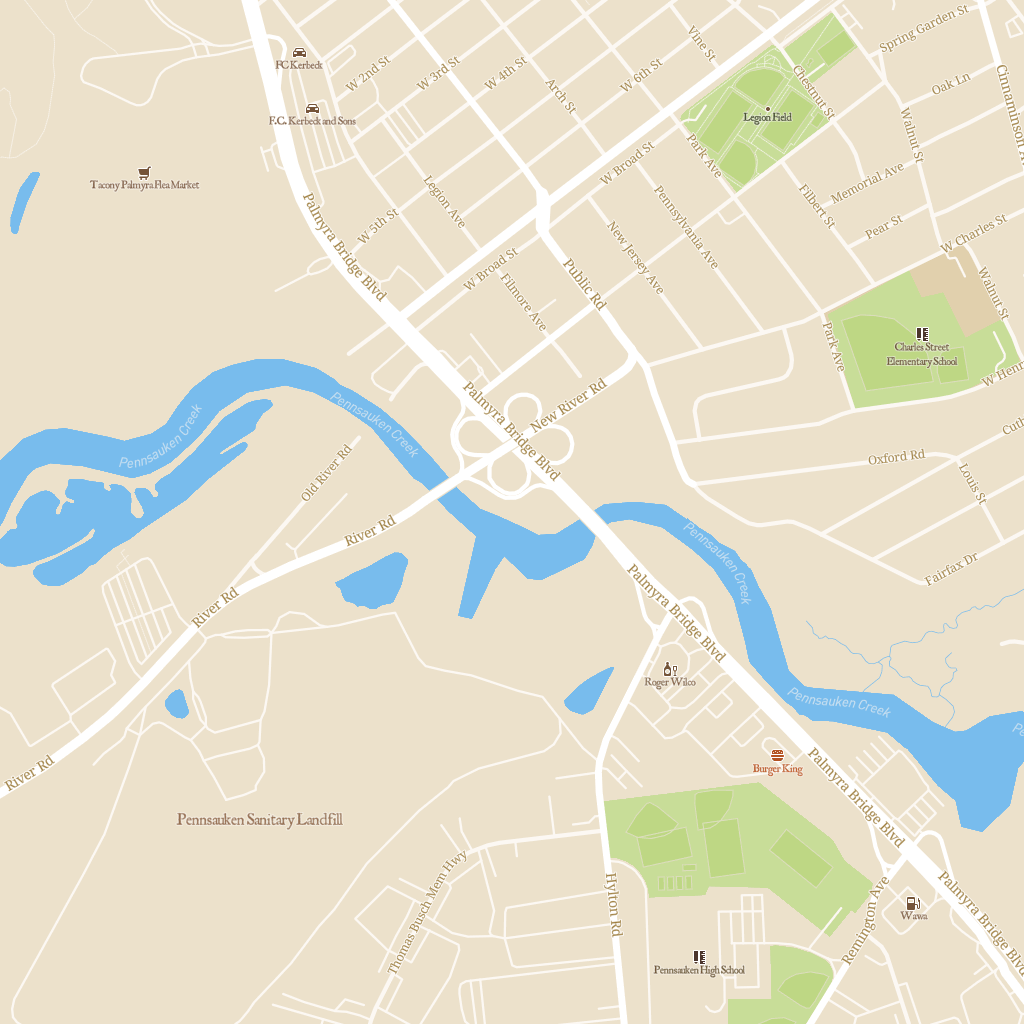 Spring Garden St
Vine St
FC Kerbeck
W 2nd St
W 3rd St
W 4th St
W 6th St
Oak Ln
Arch St
Chestnut St
F.C. Kerbeck and Sons
Legion Field
Walnut St
Park Ave
W Broad St
Tacony Palmyra Flea Market
Memorial Ave
Legion Ave
Pennsylvania Ave
Filbert St
W 5th St
Pear St
W Charles St
Palmyra Bridge Blvd
New Jersey Ave
W Broad St
Public Rd
Filmore Ave
Walnut St
Park Ave
Charles Street
Elementary School
New River Rd
Pennsauken Creek
Pennsauken Creek
Palmyra Bridge Blvd
Oxford Rd
Old River Rd
Louis St
River Rd
Pennsauken Creek
Fairfax Dr
River Rd
Palmyra Bridge Blvd
Roger Wilco
Pennsauken Creek
River Rd
Burger King
Palmyra Bridge Blvd
Pennsauken Sanitary Landfill
Thomas Busch Mem Hwy
Hylton Rd
Wawa
Remington Ave
Palmyra Bridge Blvd
Pennsauken High School